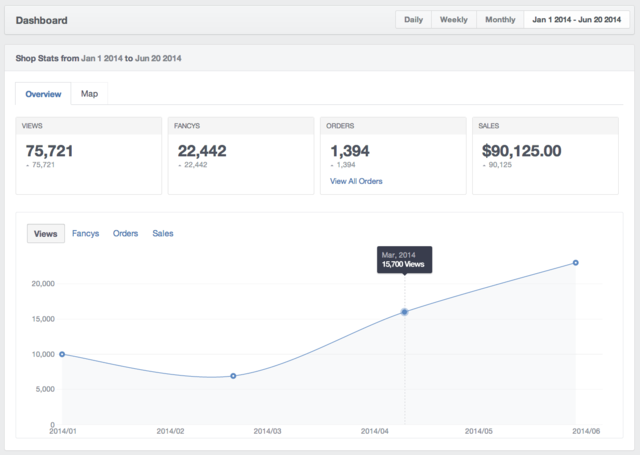 Dashboard
Daily Weekly Monthly Jan 1 2014 - Jun 20 2014
Shop Stats from Jan 1 2014 to Jun 20 2014
Overview Map
VIEWS FANCYS ORDERS SALES
75,721 22,442 1,394 $90,125.00
75,721 22,442 1,394 90,125
View All Orders
Views Fancys Orders Sales
Mar, 2014
15,700 Views
20,000
15,000
10,000
5,000
0
2014/01 2014/02 2014/03 2014/04 2014/05 2014/06